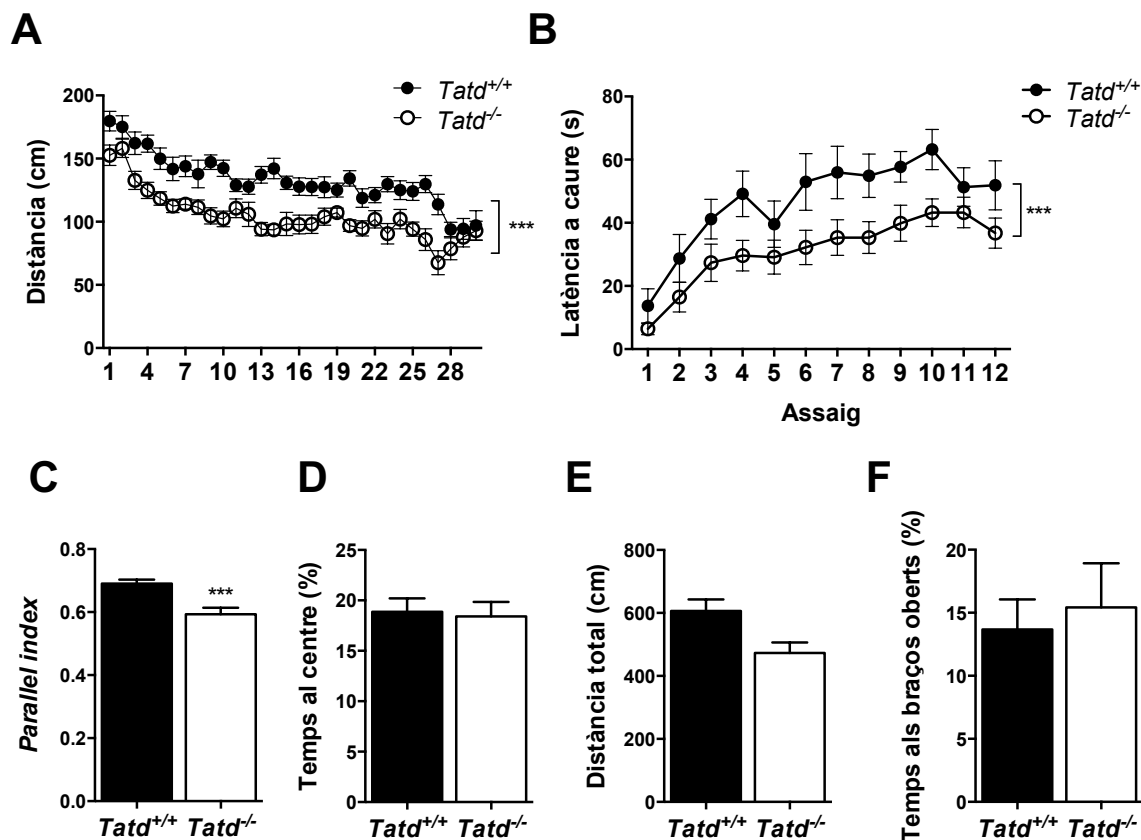 A
B
Tatd+/+
Tatd-/-
Distància (cm)
200
150
100
50
0
1 4 7 10 13 16 19 22 25 28
***
Tatd+/+
Tatd-/-
Latència a caure (s)
80
60
40
20
0
1 2 3 4 5 6 7 8 9 10 11 12
Assaig
***
C
D
E
F
Parallel index
0.8
0.6
0.4
0.2
0.0
***
Tatd+/+ Tatd-/-
Temps al centre (%)
25
20
15
10
5
0
Tatd+/+ Tatd-/-
Distància total (cm)
800
600
400
200
0
Tatd+/+ Tatd-/-
Temps als braços oberts (%)
20
15
10
5
0
Tatd+/+ Tatd-/-